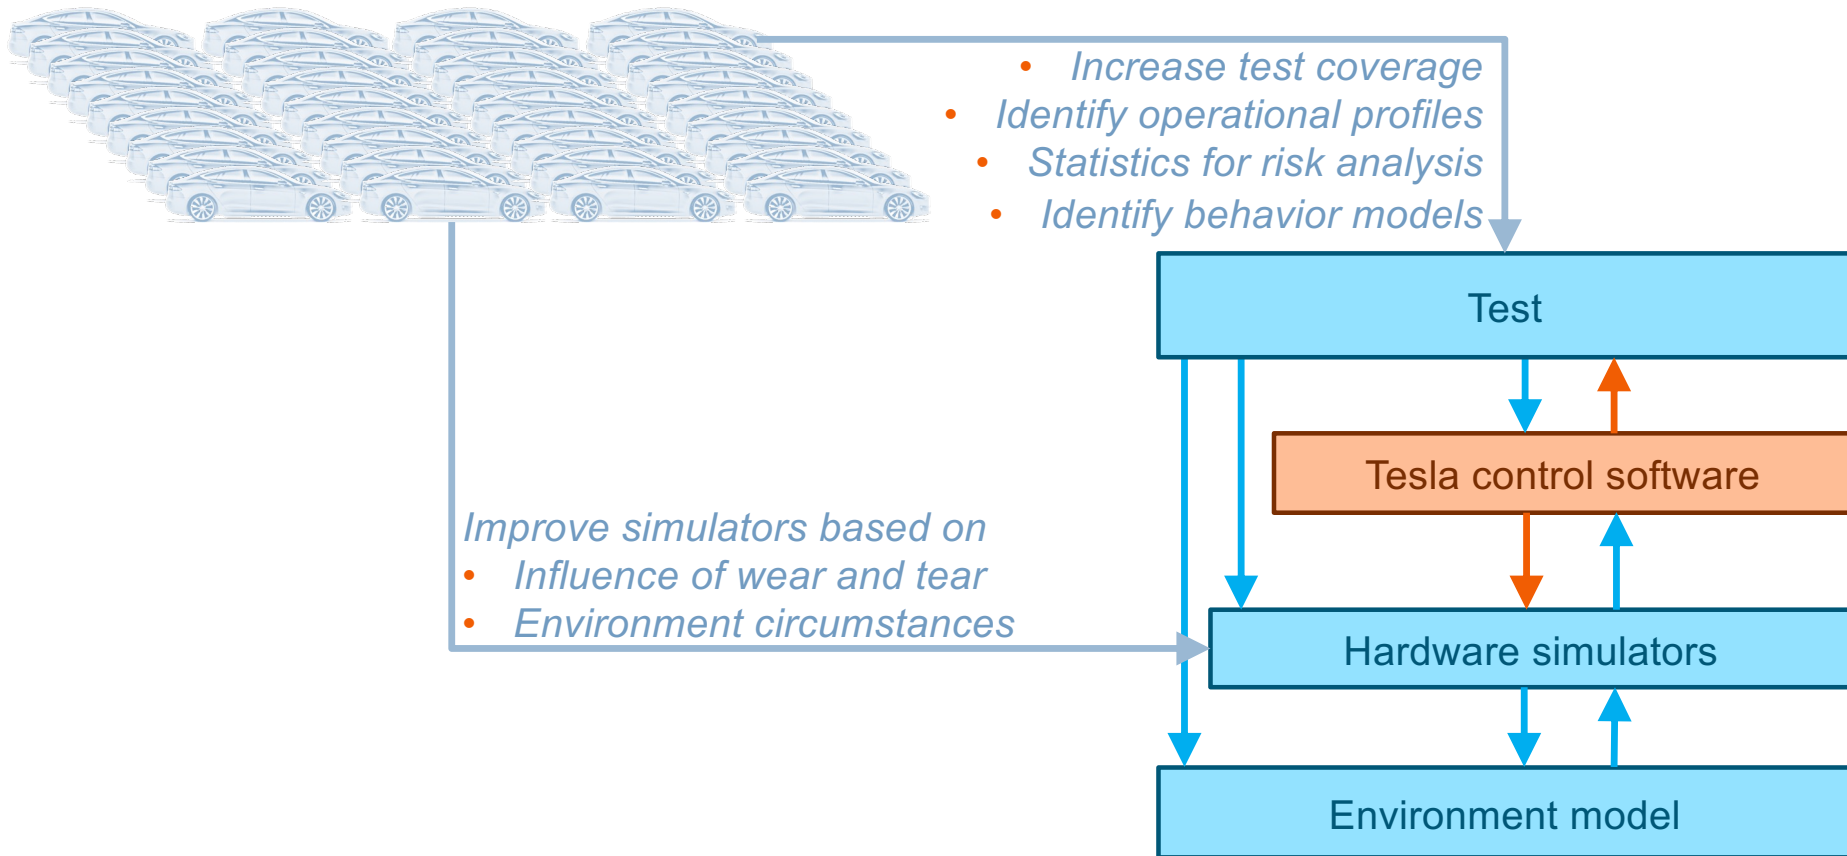 • Increase test coverage
• Identify operational profiles
• Statistics for risk analysis
• Identify behavior models
Test
Tesla control software
Improve simulators based on
• Influence of wear and tear
• Environment circumstances
Hardware simulators
Environment model